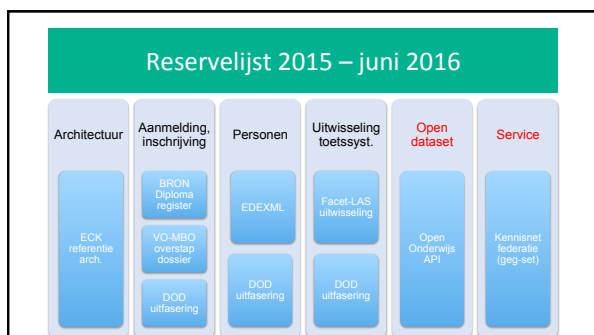 Reservelijst 2015 – juni 2016
Architectuur
ECK
referentie
arch.
Aanmelding,
inschrijving
BRON
Diploma
register
VO-MBO
overstap
dossier
DOD
uitfasering
Personen
EDEXML
DOD
uitfasering
Uitwisseling
toetssyst.
Facet-LAS
uitwisseling
DOD
uitfasering
Open
dataset
Open
Onderwijs
API
Service
Kennisnet
federatie
(geg-set)